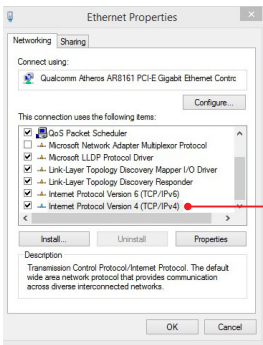 Ethernet Properties
Networking Sharing
Connect using:
Qualcomm Atheros AR8161 PCI-E Gigabit Ethernet Contrc
Configure...
This connection uses the following items:
QoS Packet Scheduler
Microsoft Network Adapter Multiplexor Protocol
Microsoft LLDP Protocol Driver
Link-Layer Topology Discovery Mapper I/O Driver
Link-Layer Topology Discovery Responder
Internet Protocol Version 6 (TCP/IPv6)
Internet Protocol Version 4 (TCP/IPv4)
Install... Uninstall Properties
Description
Transmission Control Protocol/Internet Protocol. The default
wide area network protocol that provides communication
across diverse interconnected networks.
OK Cancel